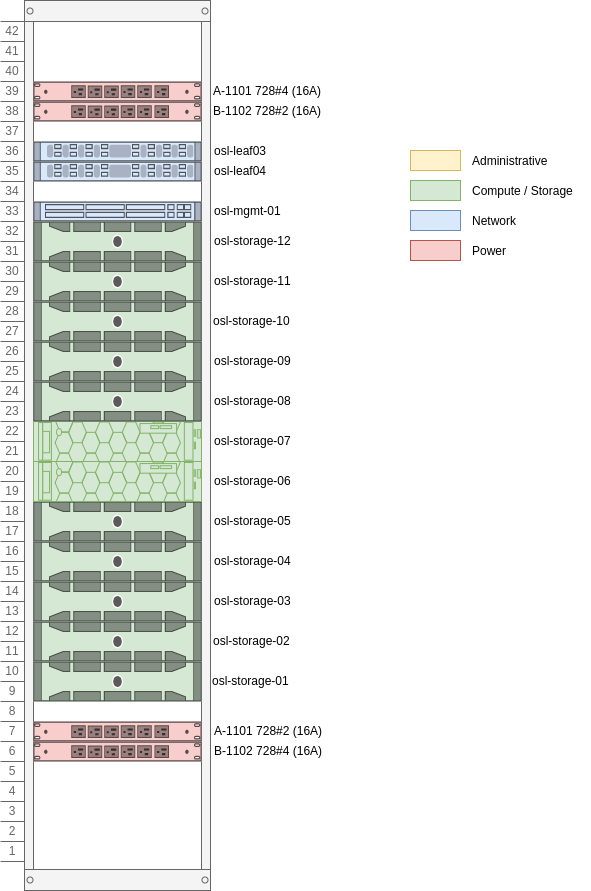 42
41
40
39 A-1101 728#4 (16A)
38 B-1102 728#2 (16A)
37
36 osl-leaf03
35 osl-leaf04
34
33 osl-mgmt-01
32
osl-storage-12
31
30
osl-storage-11
29
28
osl-storage-10
27
26
osl-storage-09
25
24
osl-storage-08
23
22
osl-storage-07
21
20
osl-storage-06
19
18
osl-storage-05
17
16
osl-storage-04
15
14
osl-storage-03
13
12
osl-storage-02
11
10
osl-storage-01
9
8
7 A-1101 728#2 (16A)
6 B-1102 728#4 (16A)
5
4
3
2
1
Administrative
Compute / Storage
Network
Power